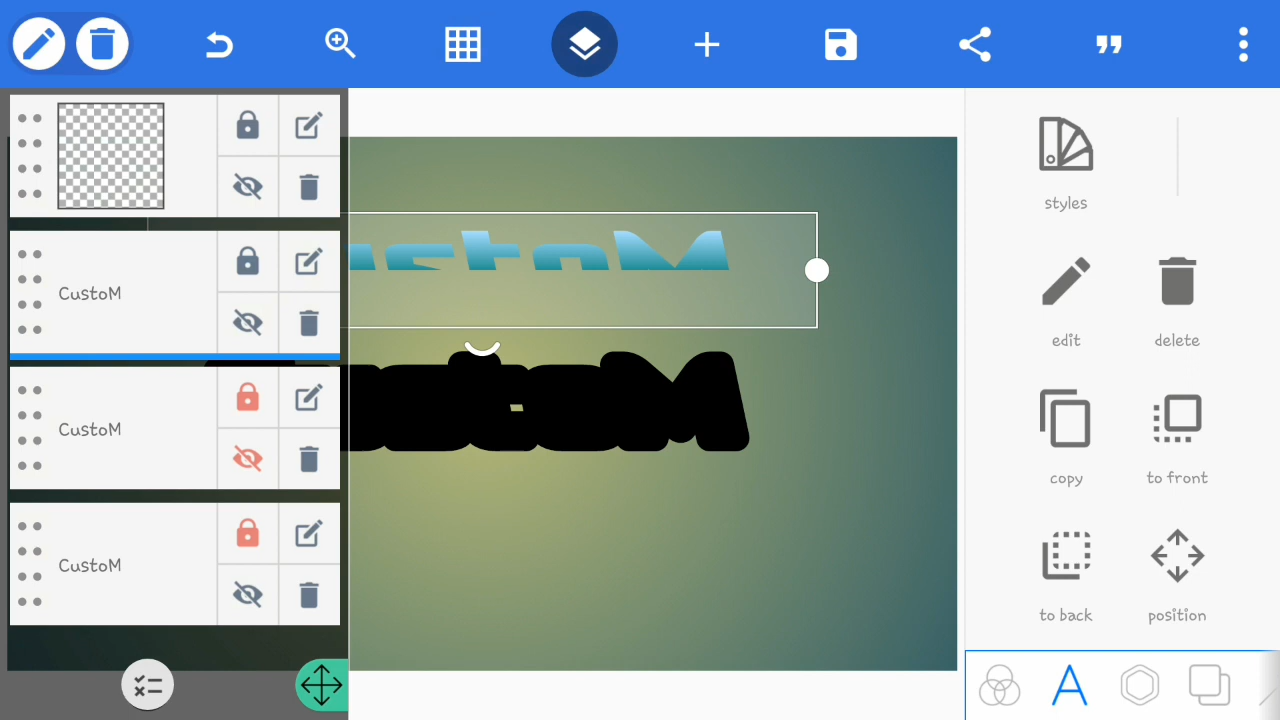 CustoM
CustoM
CustoM
styles
edit
delete
copy
to front
to back
position